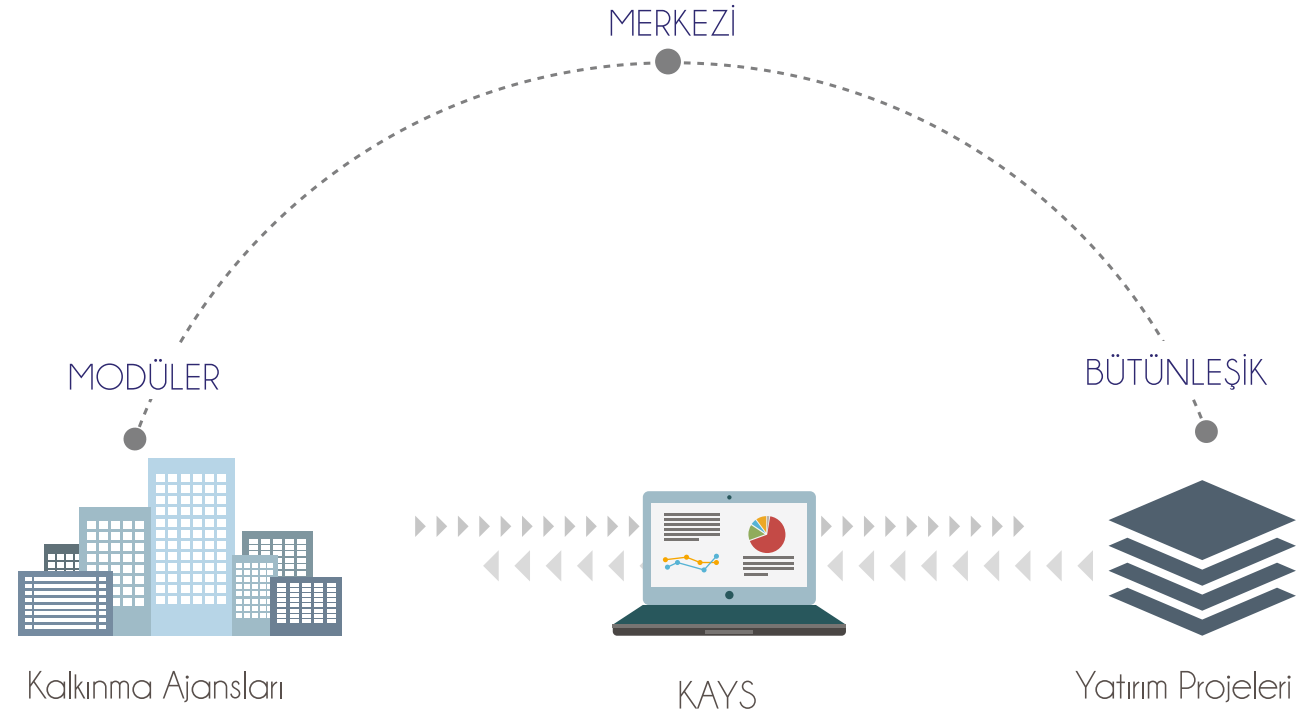 MERKEZİ
MODÜLER
BÜTÜNLEŞİK
Kalkınma Ajansları
KAYS
Yatırım Projeleri